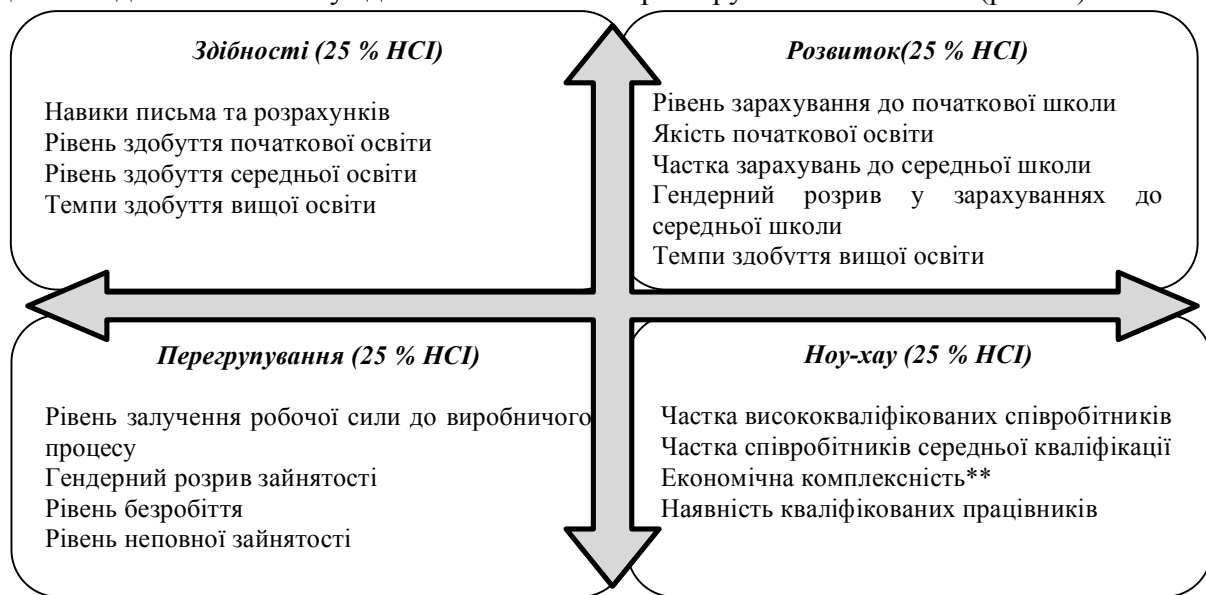 Здібності (25 % HCI)
Навики письма та розрахунків
Рівень здобуття початкової освіти
Рівень здобуття середньої освіти
Темпи здобуття вищої освіти
Розвиток(25 % HCI)
Рівень зарахування до початкової школи
Якість початкової освіти
Частка зарахувань до середньої школи
Гендерний розрив у зарахуваннях до
середньої школи
Темпи здобуття вищої освіти
Перегрупування (25 % HCI)
Рівень залучення робочої сили до виробничого
процесу
Гендерний розрив зайнятості
Рівень безробіття
Рівень неповної зайнятості
Ноу-хау (25 % HCI)
Частка висококваліфікованих співробітників
Частка співробітників середньої кваліфікації
Економічна комплексність**
Наявність кваліфікованих працівників